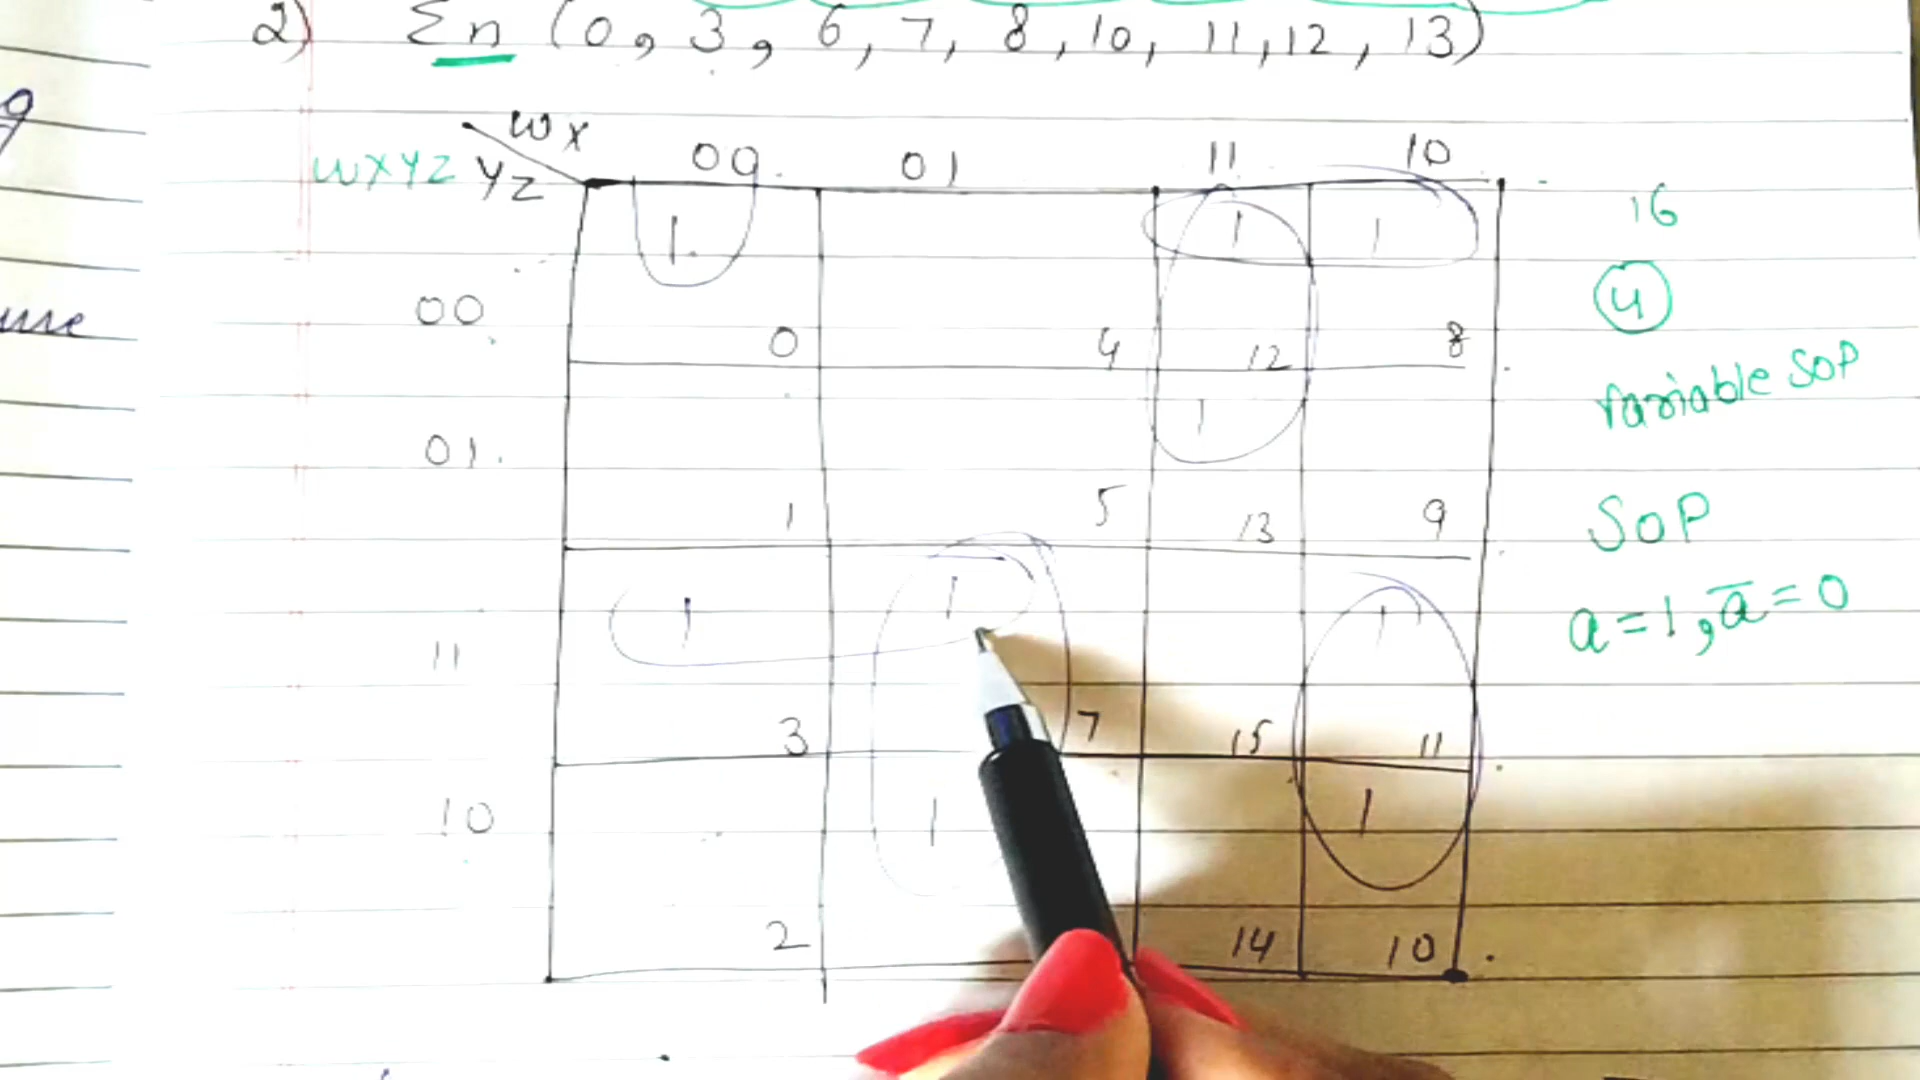 2) Σn (0, 3, 6, 7, 8, 10, 11, 12, 13)
wx
wxyz yz 00 01 11 10
1 1 1 16
00 4
0 4 12 8
variable SOP
01 1
1 5 13 9 SOP
11 1 1 1 a=1, ā=0
3 7 15 11
10 1 1
2 14 10